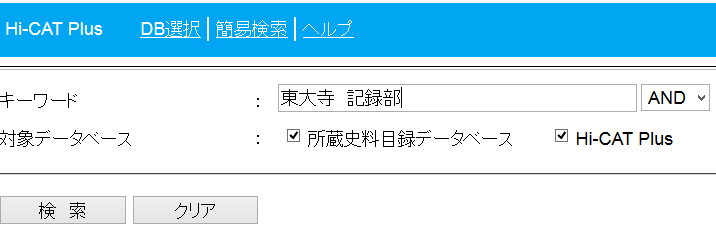 Hi-CAT Plus DB選択 簡易検索 ヘルプ
キーワード : 東大寺 記録部 AND
対象データベース : 所蔵史料目録データベース Hi-CAT Plus
検 索 クリア